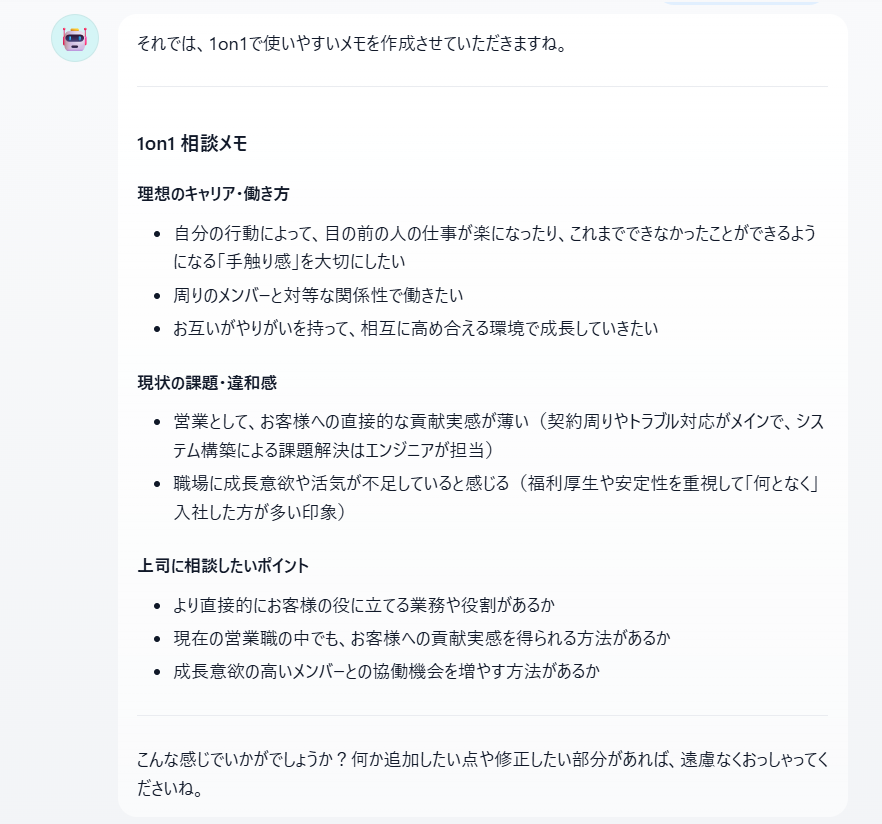 それでは、1on1で使いやすいメモを作成させていただきますね。
1on1 相談メモ
理想のキャリア・働き方
• 自分の行動によって、目の前の人の仕事が楽になったり、これまでできなかったことができるよう
になる「手触り感」を大切にしたい
• 周りのメンバーと対等な関係性で働きたい
• お互いがやりがいを持って、相互に高め合える環境で成長していきたい
現状の課題・違和感
• 営業として、お客様への直接的な貢献実感が薄い（契約周りやトラブル対応がメインで、シス
テム構築による課題解決はエンジニアが担当）
• 職場に成長意欲や活気が不足していると感じる（福利厚生や安定性を重視して「何となく」
入社した方が多い印象）
上司に相談したいポイント
• より直接的にお客様の役に立てる業務や役割があるか
• 現在の営業職の中でも、お客様への貢献実感を得られる方法があるか
• 成長意欲の高いメンバーとの協働機会を増やす方法があるか
こんな感じでいかがでしょうか？何か追加したい点や修正したい部分があれば、遠慮なくおっしゃってく
ださいね。